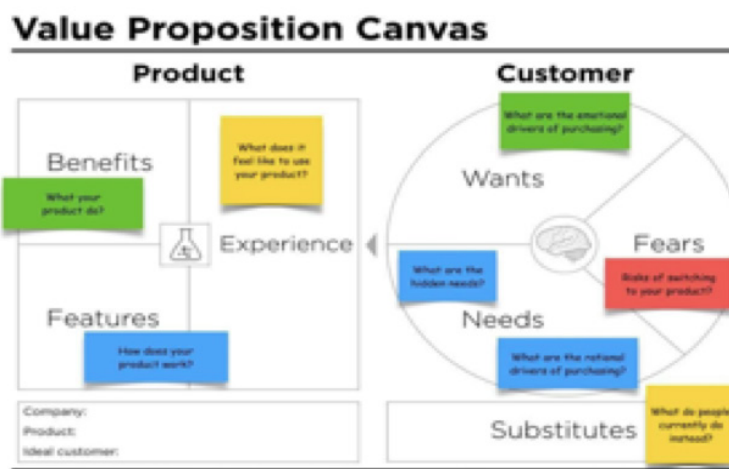 Value Proposition Canvas
Product
Customer
Benefits
What your
product do?
What does it
feel like to use
your product?
Experience
Features
How does your
product work?
Company:
Product:
Ideal customer:
What are the emotional
drivers of purchasing?
Wants
Fears
Risks of switching
to your product?
What are the
hidden needs?
Needs
What are the rational
drivers of purchasing?
Substitutes
What do people
currently do
instead?